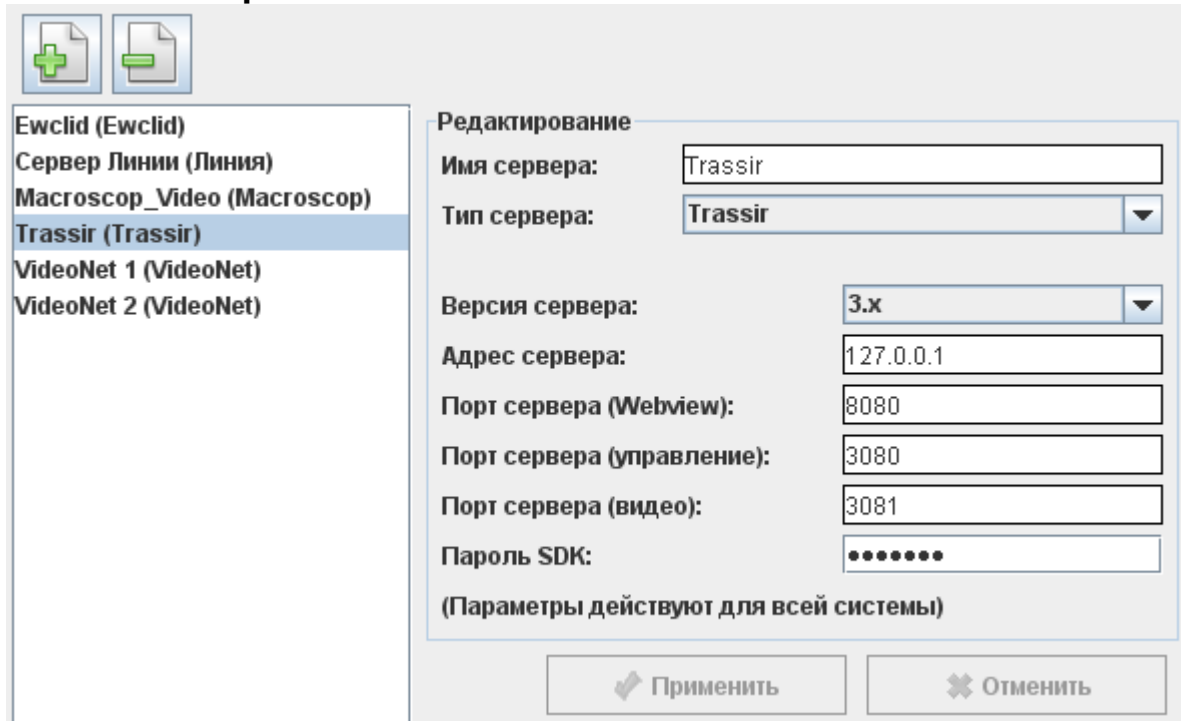 Ewclid (Ewclid)
Сервер Линии (Линия)
Macroscop_Video (Macroscop)
Trassir (Trassir)
VideoNet 1 (VideoNet)
VideoNet 2 (VideoNet)
Редактирование
Имя сервера: Trassir
Тип сервера: Trassir
Версия сервера: 3.x
Адрес сервера: 127.0.0.1
Порт сервера (Webview): 8080
Порт сервера (управление): 3080
Порт сервера (видео): 3081
Пароль SDK: •••••••
(Параметры действуют для всей системы)
Применить
Отменить